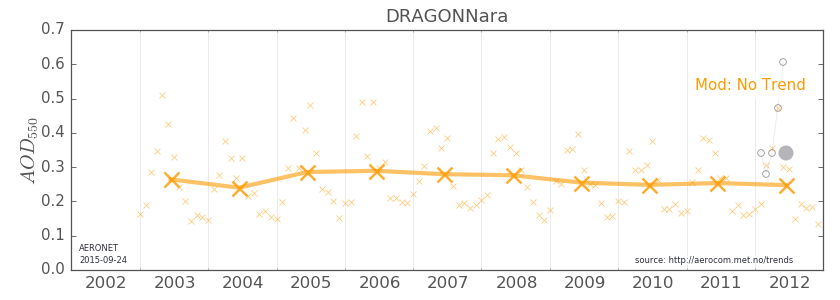 DRAGONNara
0.7
0.6
0.5
0.4
0.3
0.2
0.1
0.0
AOD550
Mod: No Trend
AERONET
2015-09-24
source: http://aerocom.met.no/trends
2002 2003 2004 2005 2006 2007 2008 2009 2010 2011 2012